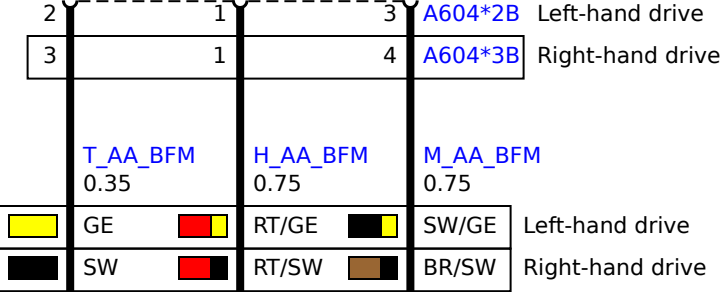 2 1 3 A604*2B Left-hand drive
3 1 4 A604*3B Right-hand drive
T_AA_BFM H_AA_BFM M_AA_BFM
0.35 0.75 0.75
GE RT/GE SW/GE Left-hand drive
SW RT/SW BR/SW Right-hand drive